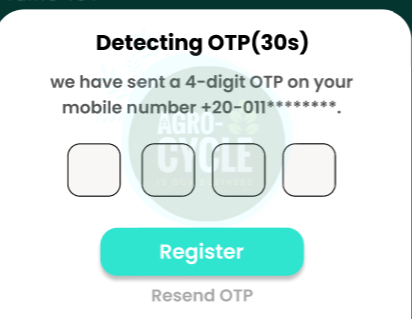 Detecting OTP(30s)
we have sent a 4-digit OTP on your
mobile number +20-011********.
AGRO-
CYCLE
Register
Resend OTP